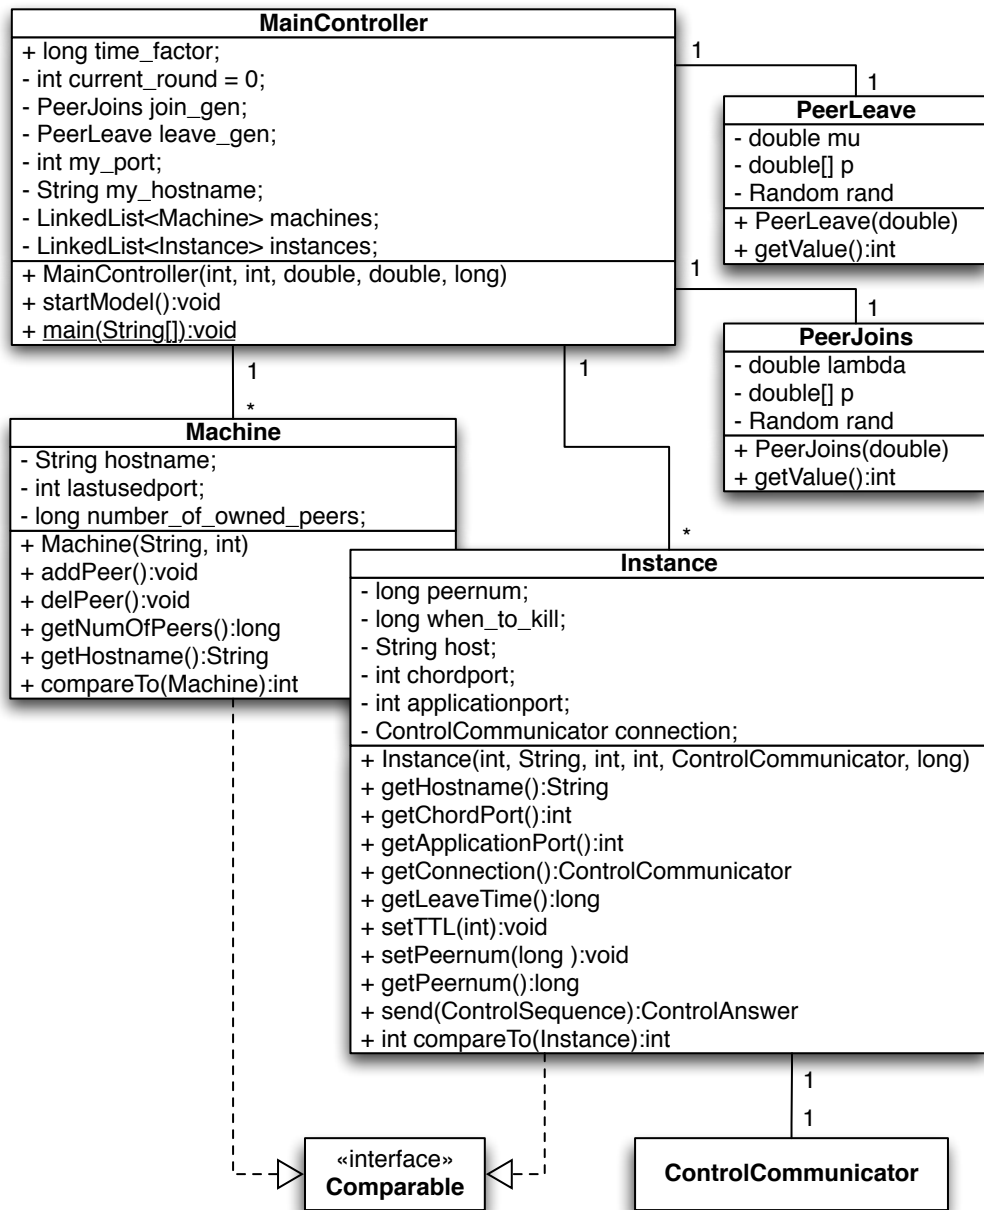 MainController
+ long time_factor;
- int current_round = 0;
- PeerJoins join_gen;
- PeerLeave leave_gen;
- int my_port;
- String my_hostname;
- LinkedList<Machine> machines;
- LinkedList<Instance> instances;
+ MainController(int, int, double, double, long)
+ startModel():void
+ main(String[]):void
1
1
PeerLeave
- double mu
- double[] p
- Random rand
+ PeerLeave(double)
+ getValue():int
1
1
PeerJoins
- double lambda
- double[] p
- Random rand
+ PeerJoins(double)
+ getValue():int
1
*
1
*
Machine
- String hostname;
- int lastusedport;
- long number_of_owned_peers;
+ Machine(String, int)
+ addPeer():void
+ delPeer():void
+ getNumOfPeers():long
+ getHostname():String
+ compareTo(Machine):int
Instance
- long peernum;
- long when_to_kill;
- String host;
- int chordport;
- int applicationport;
- ControlCommunicator connection;
+ Instance(int, String, int, int, ControlCommunicator, long)
+ getHostname():String
+ getChordPort():int
+ getApplicationPort():int
+ getConnection():ControlCommunicator
+ getLeaveTime():long
+ setTTL(int):void
+ setPeernum(long ):void
+ getPeernum():long
+ send(ControlSequence):ControlAnswer
+ int compareTo(Instance):int
1
1
«interface»
Comparable
ControlCommunicator